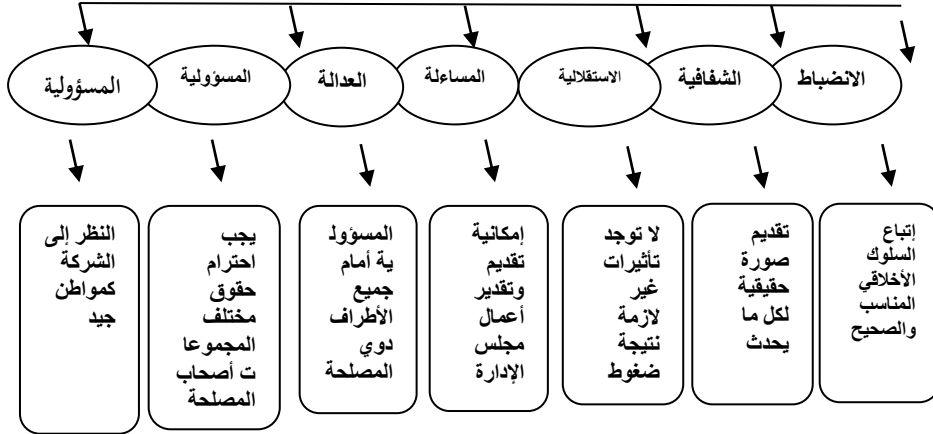 الانضباط
الشفافية
الاستقلالية
المساءلة
العدالة
المسؤولية
المسؤولية
إتباع
السلوك
الأخلاقي
المناسب
والصحيح
تقديم
صورة
حقيقية
لكل ما
يحدث
لا توجد
تأثيرات
غير
لازمة
نتيجة
ضغوط
إمكانية
تقديم
وتقدير
أعمال
مجلس
الإدارة
المسؤول
ية أمام
جميع
الأطراف
دوي
المصلحة
يجب
احترام
حقوق
مختلف
المجموعا
ت أصحاب
المصلحة
النظر إلى
الشركة
كمواطن
جيد